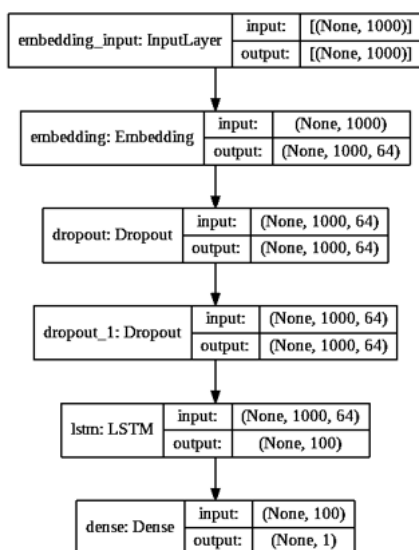 embedding_input: InputLayer input: [(None, 1000)]
output: [(None, 1000)]
embedding: Embedding input: (None, 1000)
output: (None, 1000, 64)
dropout: Dropout input: (None, 1000, 64)
output: (None, 1000, 64)
dropout_1: Dropout input: (None, 1000, 64)
output: (None, 1000, 64)
lstm: LSTM input: (None, 1000, 64)
output: (None, 100)
dense: Dense input: (None, 100)
output: (None, 1)